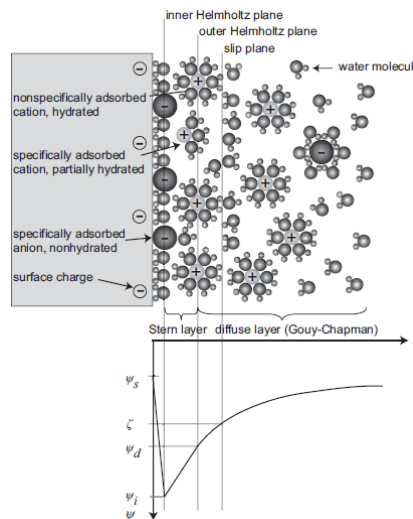 inner Helmholtz plane
outer Helmholtz plane
slip plane
water molecul
nonspecifically adsorbed
cation, hydrated
specifically adsorbed
cation, partially hydrated
specifically adsorbed
anion, nonhydrated
surface charge
Stern layer
diffuse layer (Gouy-Chapman)
ψs
ζ
ψd
ψi
ψ